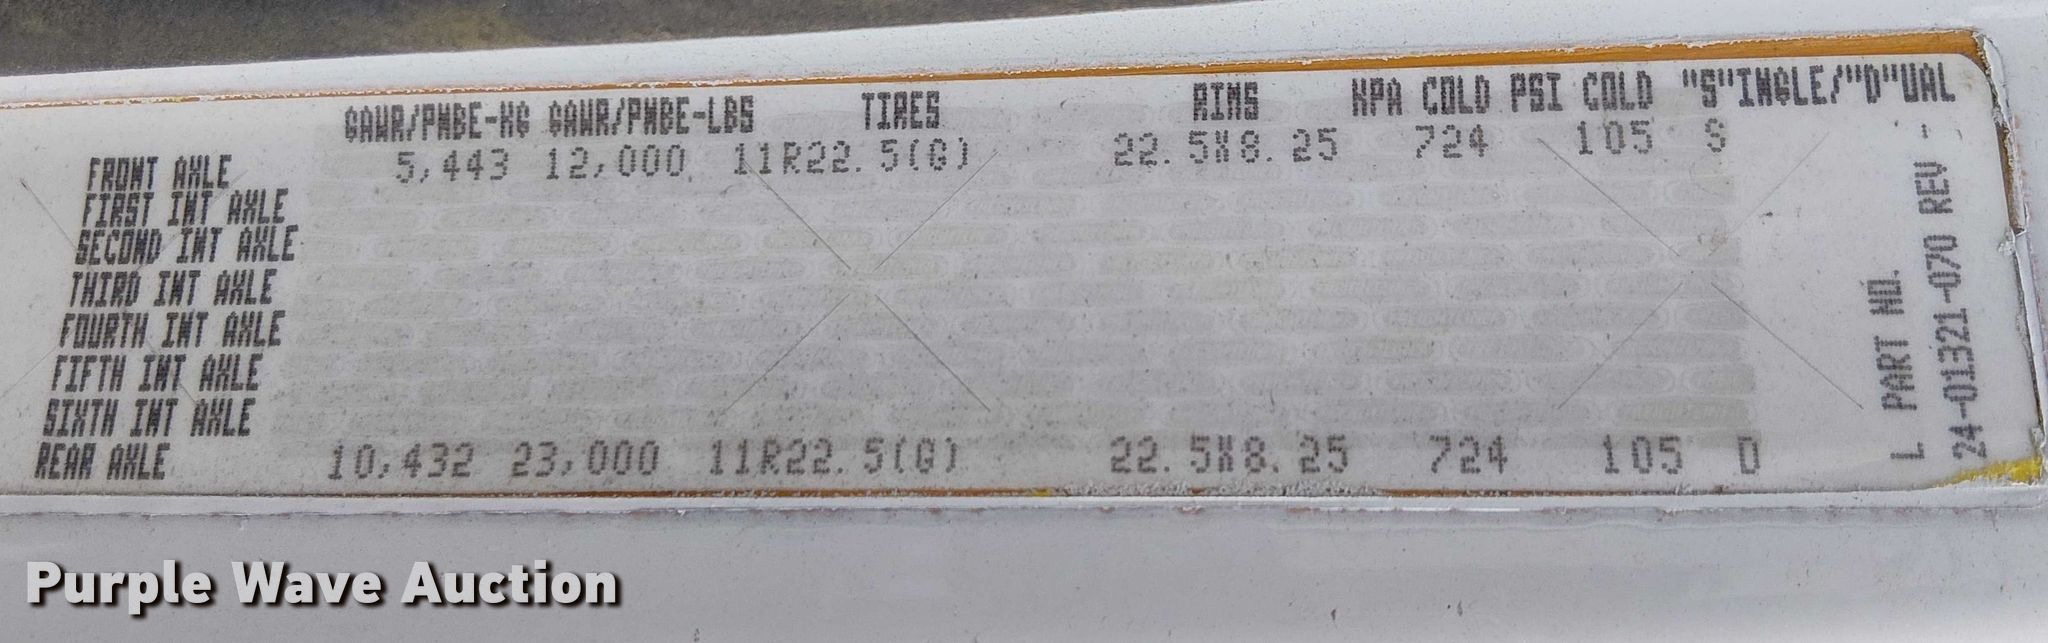 GAWR/PNBE-KG GAWR/PNBE-LBS TIRES RIMS KPA COLD PSI COLD "S"INGLE/"D"UAL
FRONT AXLE 5,443 12,000 11R22.5(G) 22.5X8.25 724 105 S
FIRST INT AXLE
SECOND INT AXLE
THIRD INT AXLE
FOURTH INT AXLE
FIFTH INT AXLE
SIXTH INT AXLE
REAR AXLE 10,432 23,000 11R22.5(G) 22.5X8.25 724 105 D
L PART NO.
24-01321-070 REV -
Purple Wave Auction